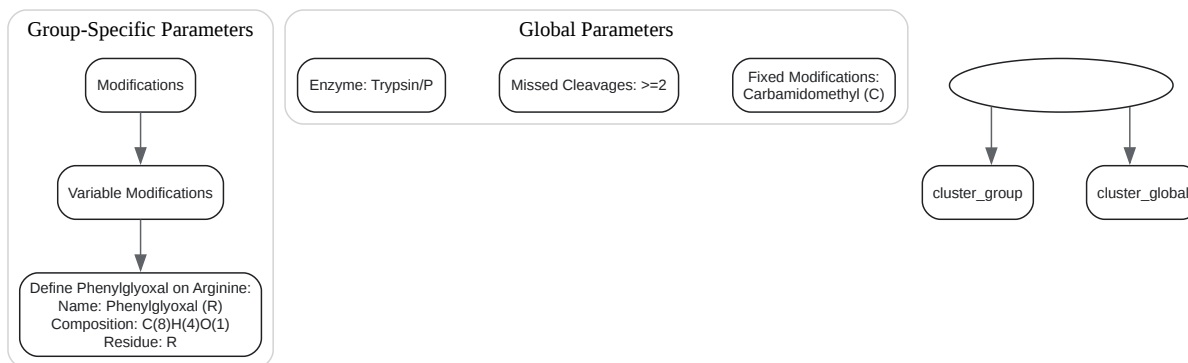 Group-Specific Parameters
Modifications
Variable Modifications
Define Phenylglyoxal on Arginine:
Name: Phenylglyoxal (R)
Composition: C(8)H(4)O(1)
Residue: R
Global Parameters
Enzyme: Trypsin/P
Missed Cleavages: >=2
Fixed Modifications:
Carbamidomethyl (C)
cluster_group
cluster_global